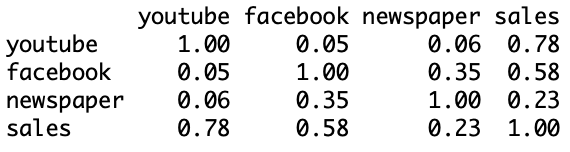 youtube facebook newspaper sales
youtube 1.00 0.05 0.06 0.78
facebook 0.05 1.00 0.35 0.58
newspaper 0.06 0.35 1.00 0.23
sales 0.78 0.58 0.23 1.00